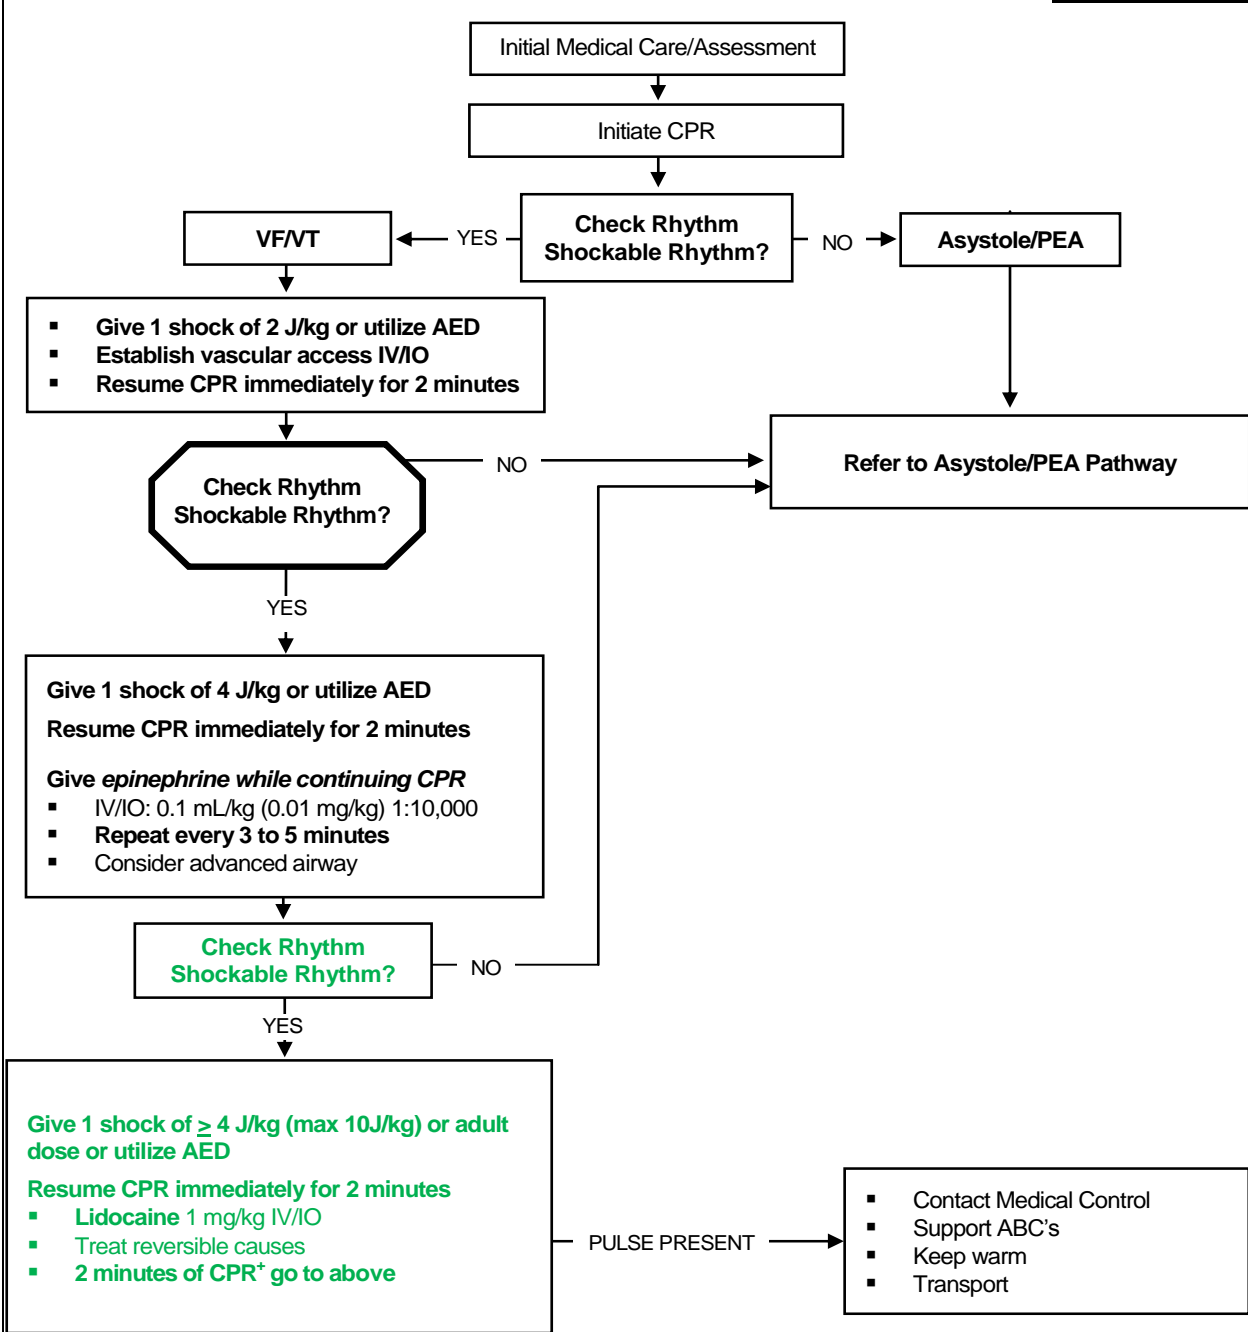 Initial Medical Care/Assessment
Initiate CPR
Check Rhythm
Shockable Rhythm?
YES
NO
VF/VT
Asystole/PEA
▪ Give 1 shock of 2 J/kg or utilize AED
▪ Establish vascular access IV/IO
▪ Resume CPR immediately for 2 minutes
Check Rhythm
Shockable Rhythm?
NO
Refer to Asystole/PEA Pathway
YES
Give 1 shock of 4 J/kg or utilize AED
Resume CPR immediately for 2 minutes
Give epinephrine while continuing CPR
▪ IV/IO: 0.1 mL/kg (0.01 mg/kg) 1:10,000
▪ Repeat every 3 to 5 minutes
▪ Consider advanced airway
Check Rhythm
Shockable Rhythm?
NO
YES
Give 1 shock of ≥ 4 J/kg (max 10J/kg) or adult
dose or utilize AED
Resume CPR immediately for 2 minutes
▪ Lidocaine 1 mg/kg IV/IO
▪ Treat reversible causes
▪ 2 minutes of CPR⁺ go to above
PULSE PRESENT
▪ Contact Medical Control
▪ Support ABC's
▪ Keep warm
▪ Transport